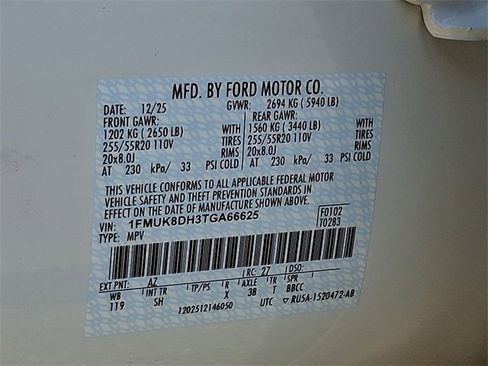 MFD. BY FORD MOTOR CO.
DATE: 12/25 GVWR: 2694 KG ( 5940 LB)
FRONT GAWR: REAR GAWR:
1202 KG ( 2650 LB) WITH 1560 KG ( 3440 LB) WITH
255/55R20 110V TIRES 255/55R20 110V TIRES
20x8.0J RIMS 20x8.0J RIMS
AT 230 kPa/ 33 PSI COLD AT 230 kPa/ 33 PSI COLD
THIS VEHICLE CONFORMS TO ALL APPLICABLE FEDERAL MOTOR
VEHICLE SAFETY AND THEFT PREVENTION STANDARDS IN
EFFECT ON THE DATE OF MANUFACTURE SHOWN ABOVE.
VIN: 1FMUK8DH3TGA66625 F0102
TYPE: MPV T0283
EXT PNT: AZ RC: 27 DSO:
WB INT TR TP/PS R AXLE TR SPR
119 SH X 3B T BBCC
1202512146050 UTC RU5A-1520472-AB